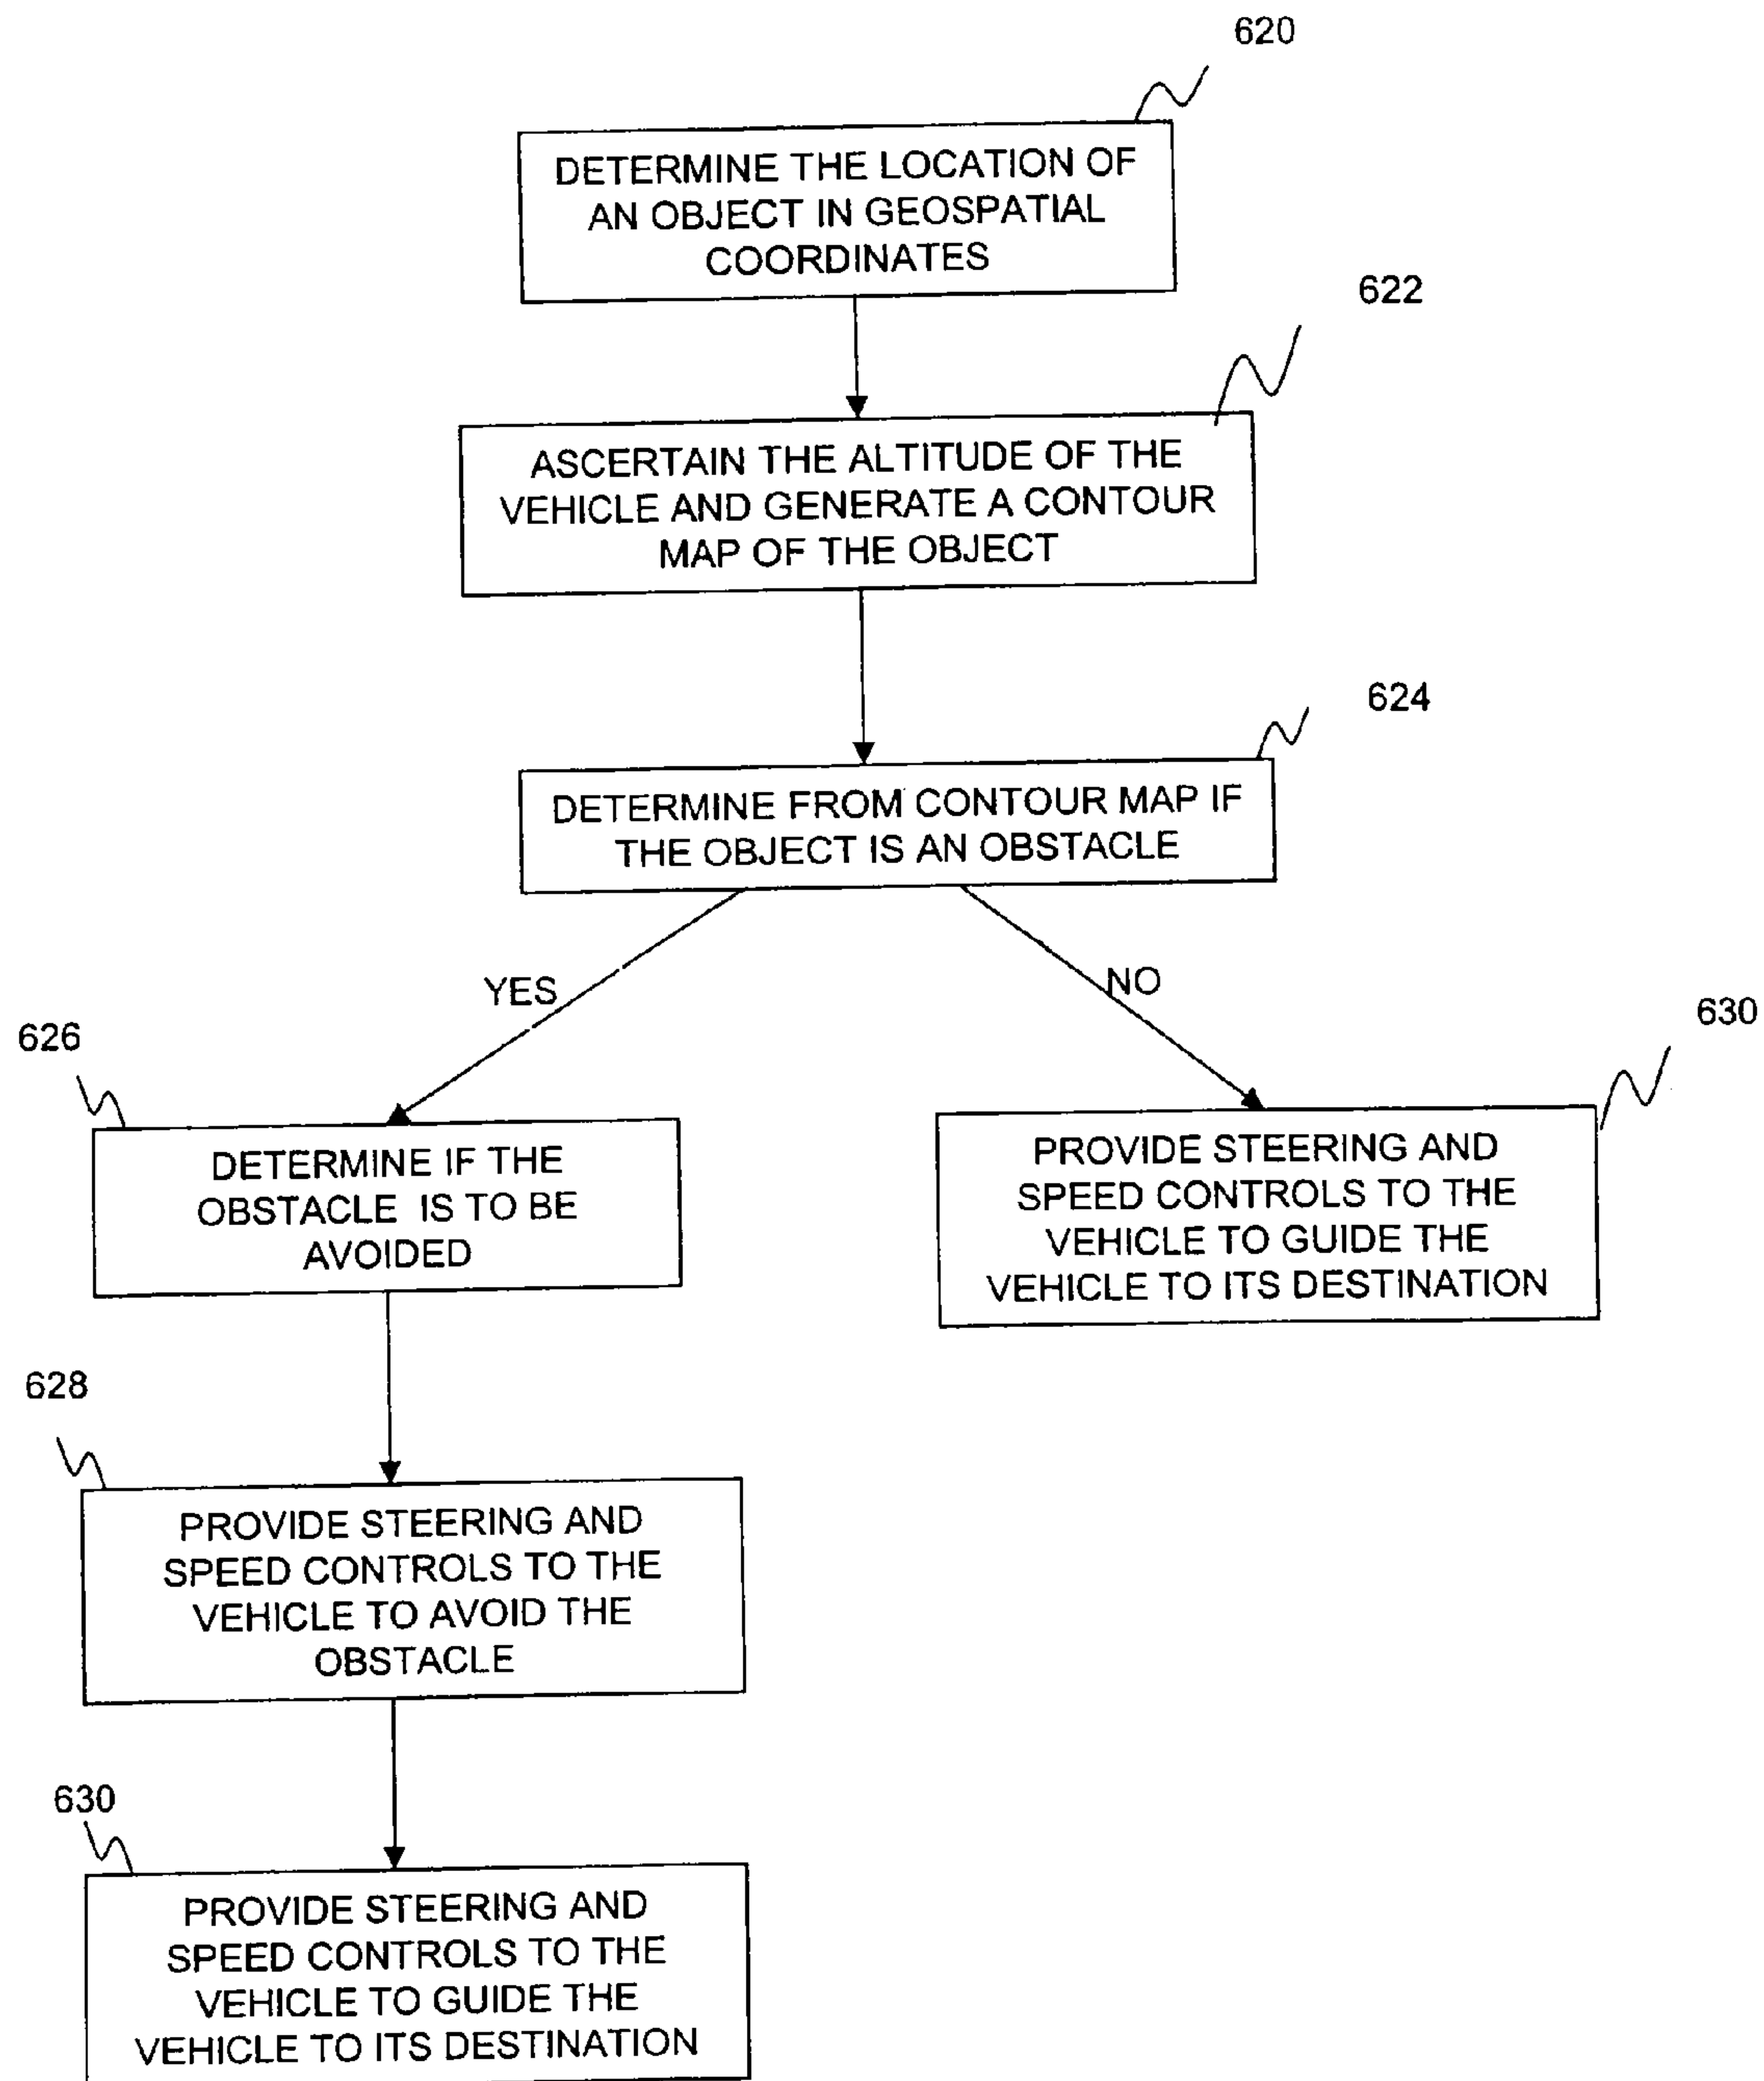 620
DETERMINE THE LOCATION OF
AN OBJECT IN GEOSPATIAL
COORDINATES
622
ASCERTAIN THE ALTITUDE OF THE
VEHICLE AND GENERATE A CONTOUR
MAP OF THE OBJECT
624
DETERMINE FROM CONTOUR MAP IF
THE OBJECT IS AN OBSTACLE
YES
NO
626
DETERMINE IF THE
OBSTACLE IS TO BE
AVOIDED
630
PROVIDE STEERING AND
SPEED CONTROLS TO THE
VEHICLE TO GUIDE THE
VEHICLE TO ITS DESTINATION
628
PROVIDE STEERING AND
SPEED CONTROLS TO THE
VEHICLE TO AVOID THE
OBSTACLE
630
PROVIDE STEERING AND
SPEED CONTROLS TO THE
VEHICLE TO GUIDE THE
VEHICLE TO ITS DESTINATION